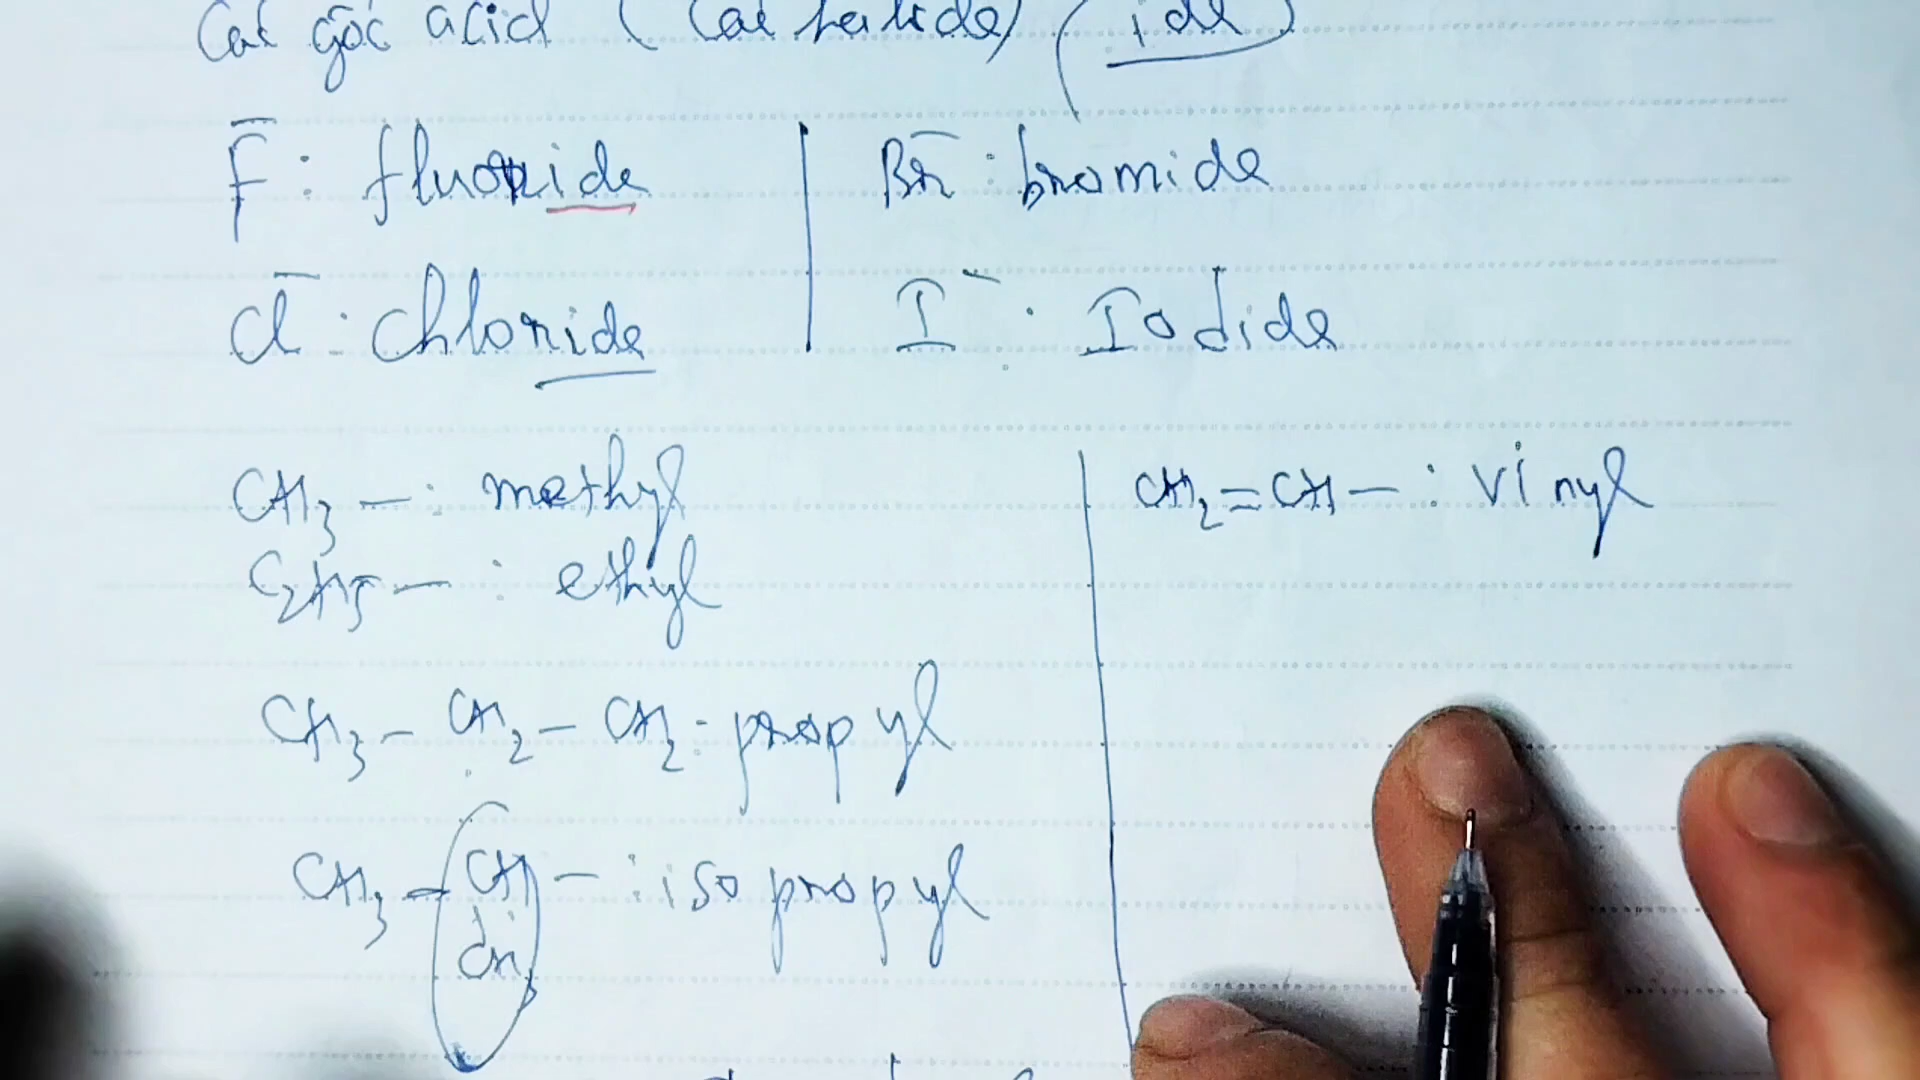 Các gốc acid ( Các halide) ( ide )
F⁻ : fluoride
Br⁻ : bromide
Cl⁻ : Chloride
I⁻ : Iodide
CH₃ — : methyl
CH₂=CH— : vinyl
C₂H₅— : ethyl
CH₃ – CH₂ – CH₂ - propyl
CH₃ – CH – : isopropyl
CH₃